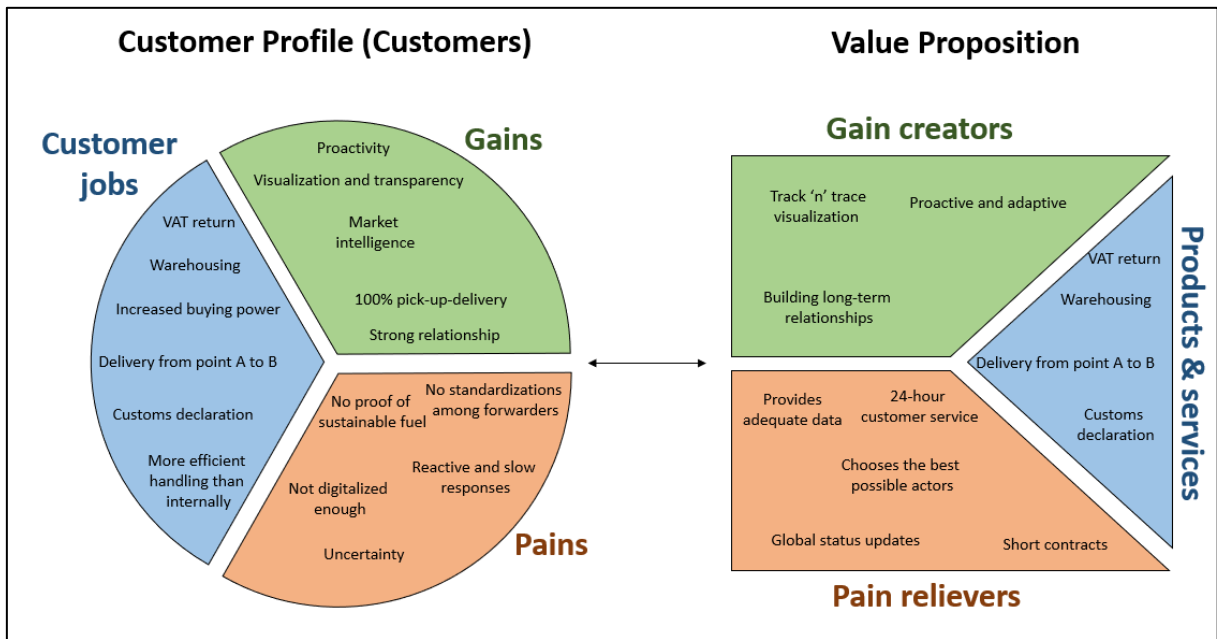 Customer Profile (Customers)
Value Proposition
Customer
jobs
Gains
Proactivity
Visualization and transparency
Market
intelligence
100% pick-up-delivery
Strong relationship
VAT return
Warehousing
Increased buying power
Delivery from point A to B
Customs declaration
More efficient
handling than
internally
No proof of
sustainable fuel
No standardizations
among forwarders
Reactive and slow
responses
Not digitalized
enough
Uncertainty
Pains
Gain creators
Track ‘n’ trace
visualization
Proactive and adaptive
Building long-term
relationships
VAT return
Warehousing
Delivery from point A to B
Customs
declaration
Products & services
Provides
adequate data
24-hour
customer service
Chooses the best
possible actors
Global status updates
Short contracts
Pain relievers